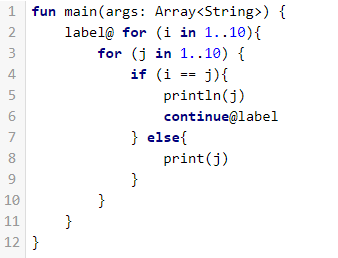 1 fun main(args: Array<String>) {
2     label@ for (i in 1..10){
3         for (j in 1..10) {
4             if (i == j){
5                 println(j)
6                 continue@label
7             } else{
8                 print(j)
9             }
10         }
11     }
12 }